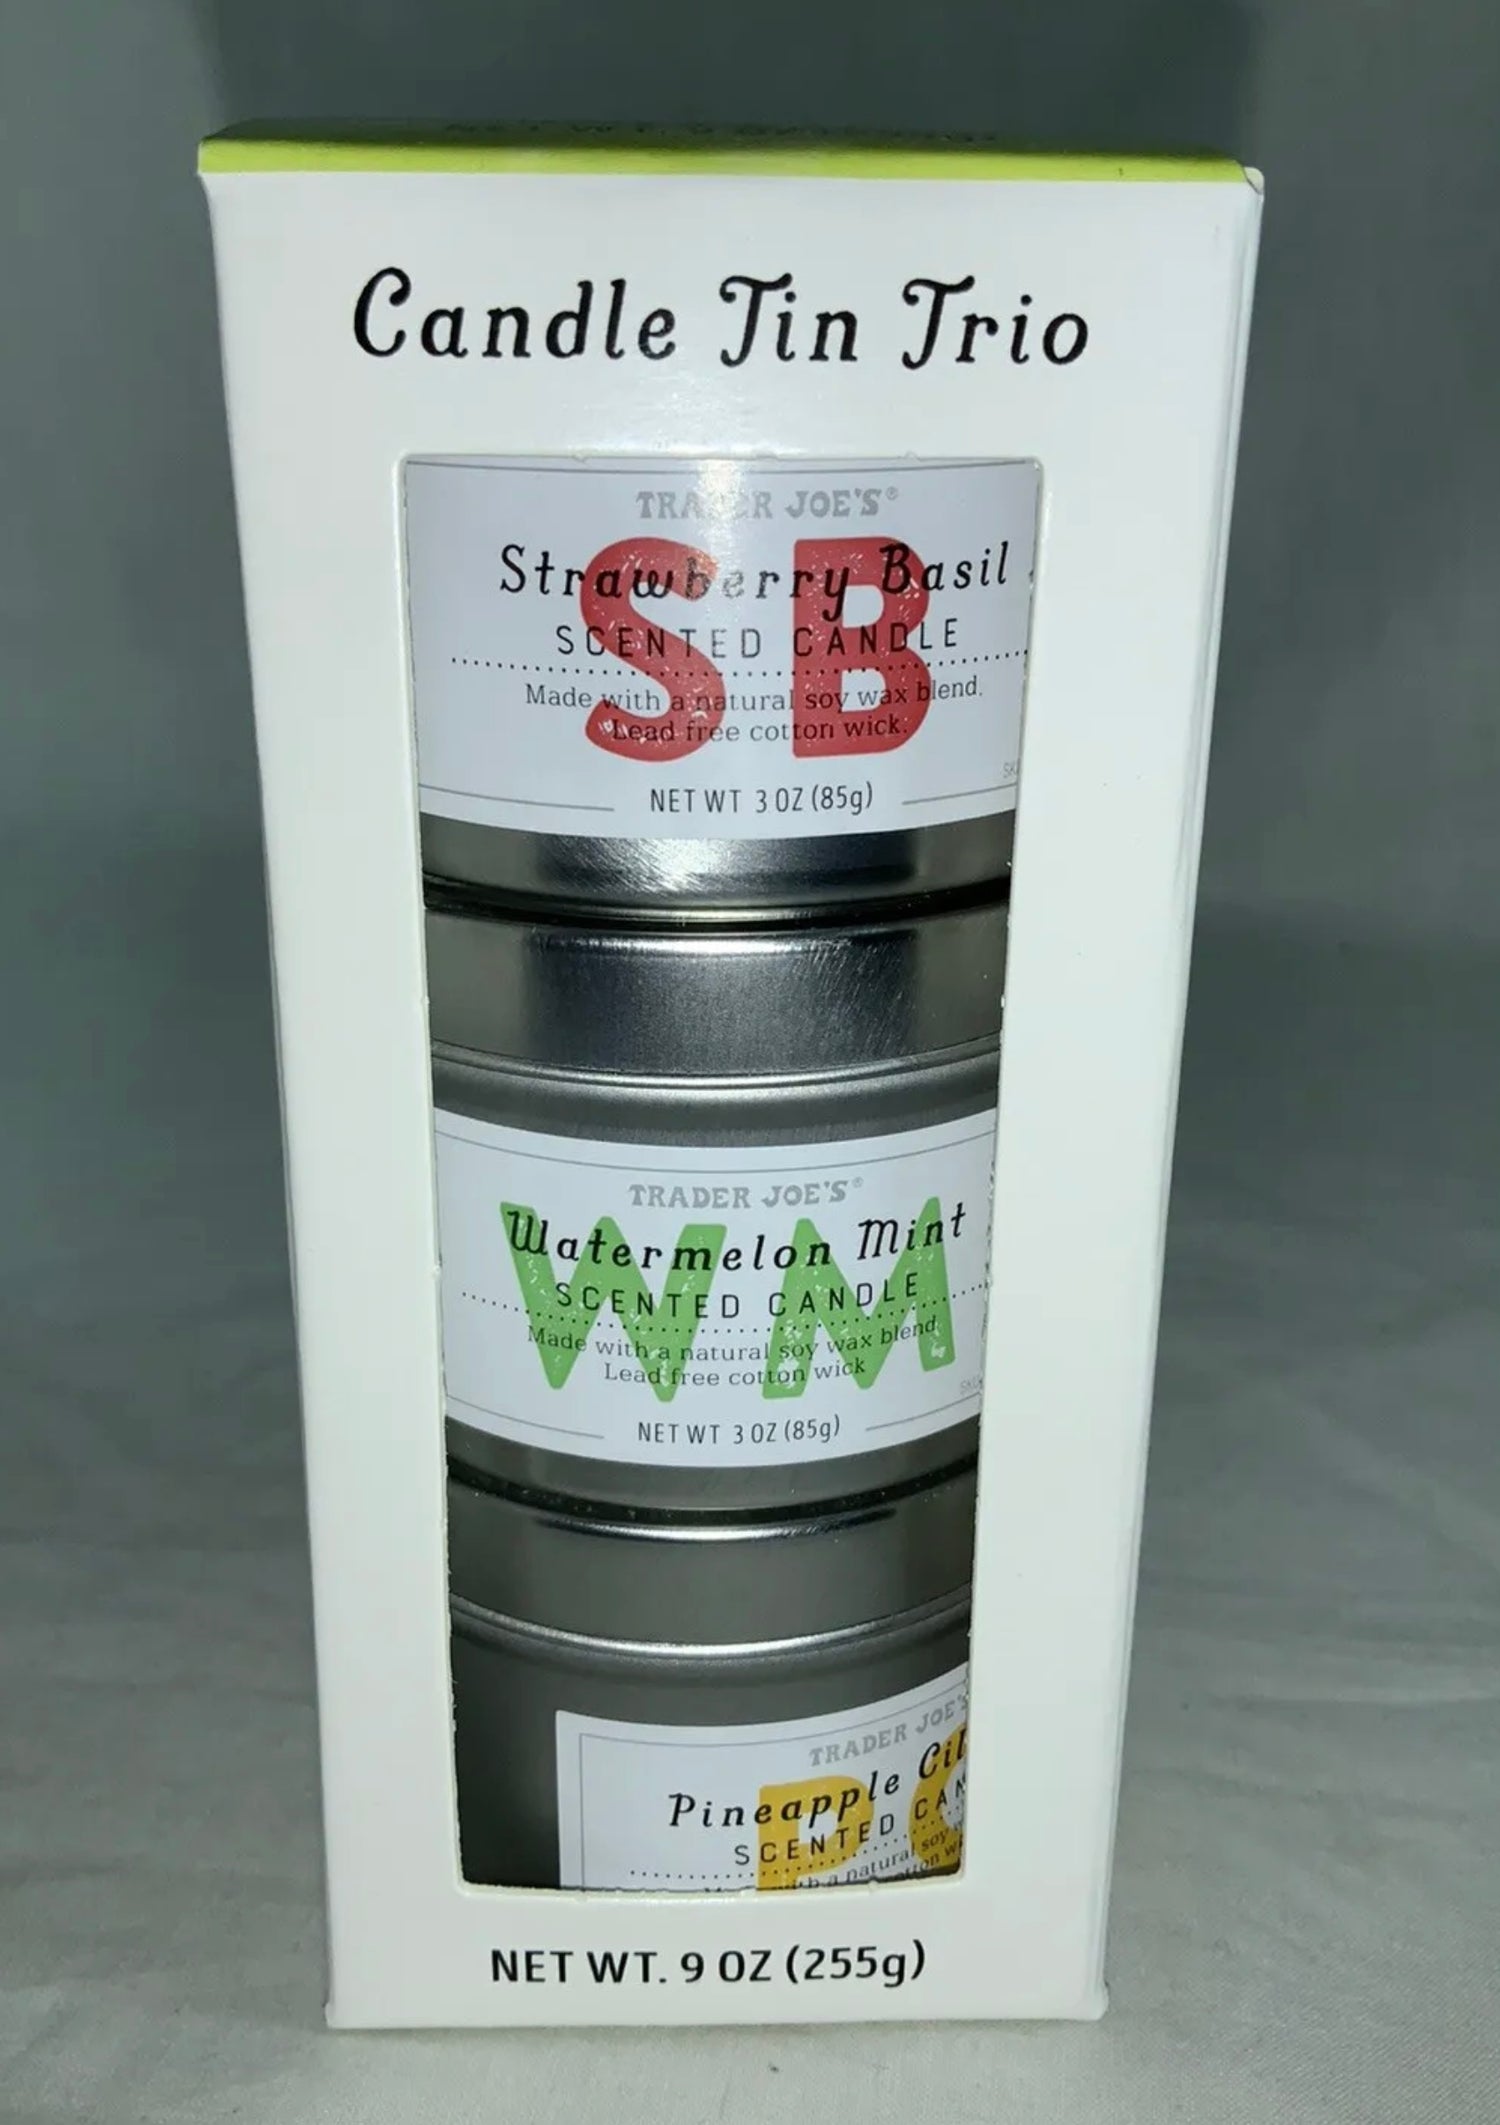 Candle Tin Trio
TRADER JOE'S®
SB
Strawberry Basil
SCENTED CANDLE
Made with a natural soy wax blend.
Lead free cotton wick.
NET WT 3 OZ (85g)
TRADER JOE'S®
WM
Watermelon Mint
SCENTED CANDLE
Made with a natural soy wax blend
Lead free cotton wick
NET WT 3 OZ (85g)
TRADER JOE'S
P
Pineapple
SCENTED
a natural soy
NET WT. 9 OZ (255g)